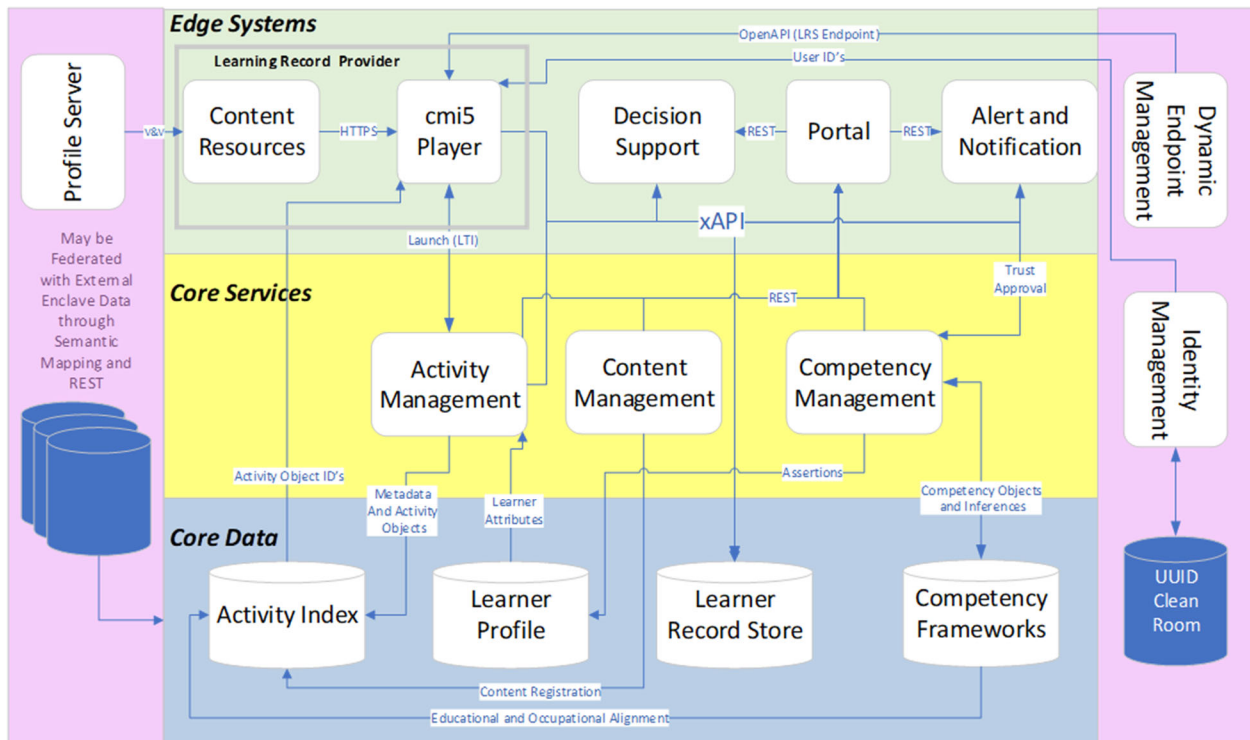 Edge Systems
Learning Record Provider
OpenAPI (LRS Endpoint)
User ID's
Profile Server
v&v
Content
Resources
HTTPS
cmi5
Player
Decision
Support
REST
Portal
REST
Alert and
Notification
Dynamic
Endpoint
Management
xAPI
Launch (LTI)
Trust
Approval
May be
Federated
with External
Enclave Data
through
Semantic
Mapping and
REST
Core Services
REST
Activity
Management
Content
Management
Competency
Management
Identity
Management
Activity Object ID's
Metadata
And Activity
Objects
Learner
Attributes
Assertions
Competency Objects
and Inferences
Core Data
Activity Index
Learner
Profile
Learner
Record Store
Competency
Frameworks
UUID
Clean
Room
Content Registration
Educational and Occupational Alignment